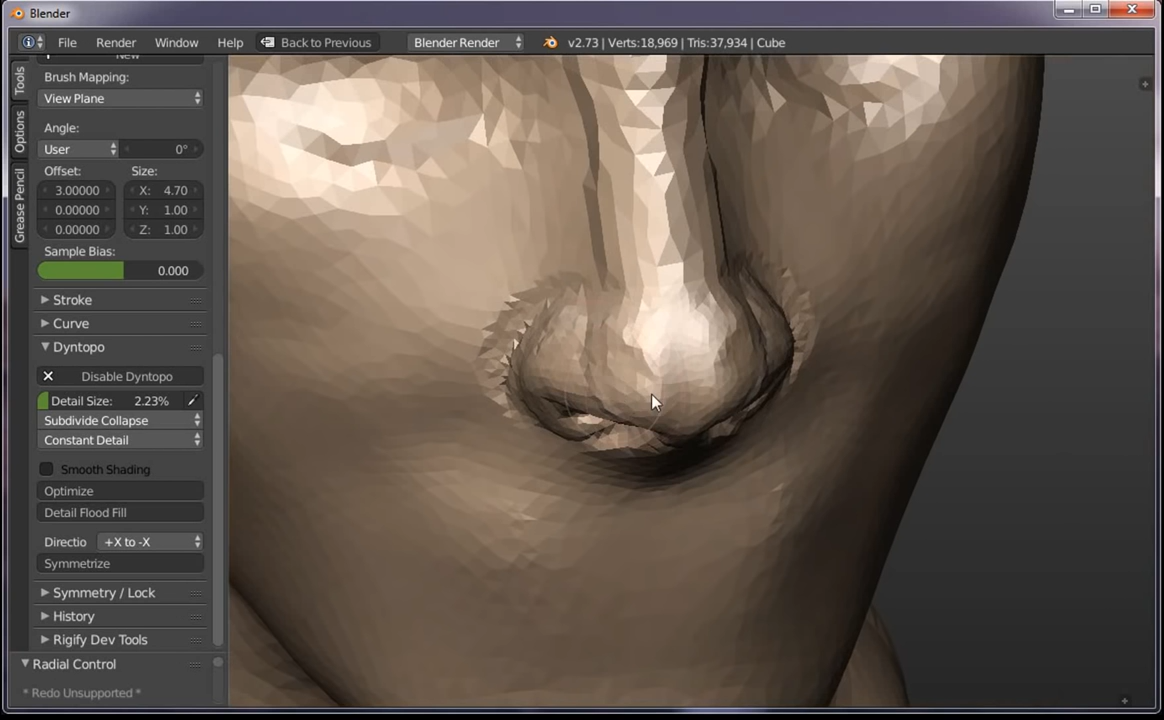 Blender
File Render Window Help Back to Previous Blender Render v2.73 | Verts:18,969 | Tris:37,934 | Cube
Tools
Options
Grease Pencil
Brush Mapping:
View Plane
Angle:
User 0°
Offset: Size:
3.00000 X: 4.70
0.00000 Y: 1.00
0.00000 Z: 1.00
Sample Bias:
0.000
Stroke
Curve
Dyntopo
Disable Dyntopo
Detail Size: 2.23%
Subdivide Collapse
Constant Detail
Smooth Shading
Optimize
Detail Flood Fill
Directio +X to -X
Symmetrize
Symmetry / Lock
History
Rigify Dev Tools
Radial Control
* Redo Unsupported *